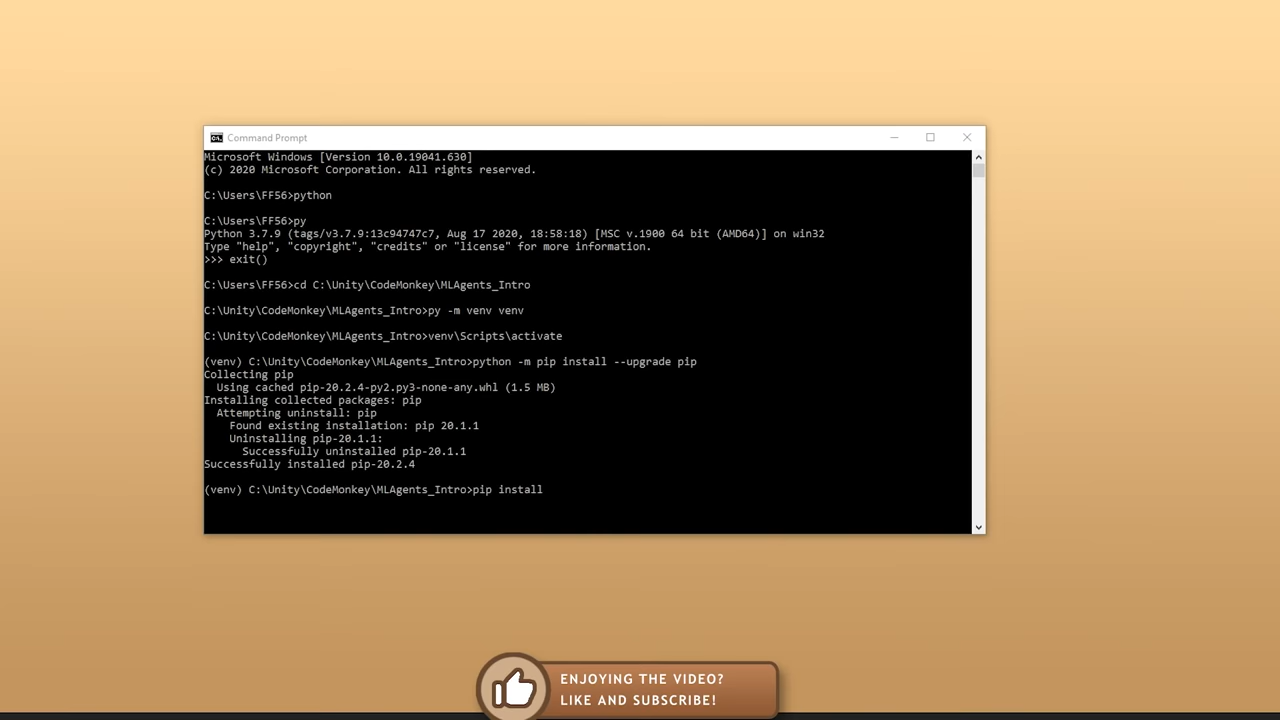 Command Prompt
Microsoft Windows [Version 10.0.19041.630]
(c) 2020 Microsoft Corporation. All rights reserved.
C:\Users\FF56>python
C:\Users\FF56>py
Python 3.7.9 (tags/v3.7.9:13c94747c7, Aug 17 2020, 18:58:18) [MSC v.1900 64 bit (AMD64)] on win32
Type "help", "copyright", "credits" or "license" for more information.
>>> exit()
C:\Users\FF56>cd C:\Unity\CodeMonkey\MLAgents_Intro
C:\Unity\CodeMonkey\MLAgents_Intro>py -m venv venv
C:\Unity\CodeMonkey\MLAgents_Intro>venv\Scripts\activate
(venv) C:\Unity\CodeMonkey\MLAgents_Intro>python -m pip install --upgrade pip
Collecting pip
Using cached pip-20.2.4-py2.py3-none-any.whl (1.5 MB)
Installing collected packages: pip
Attempting uninstall: pip
Found existing installation: pip 20.1.1
Uninstalling pip-20.1.1:
Successfully uninstalled pip-20.1.1
Successfully installed pip-20.2.4
(venv) C:\Unity\CodeMonkey\MLAgents_Intro>pip install
ENJOYING THE VIDEO?
LIKE AND SUBSCRIBE!